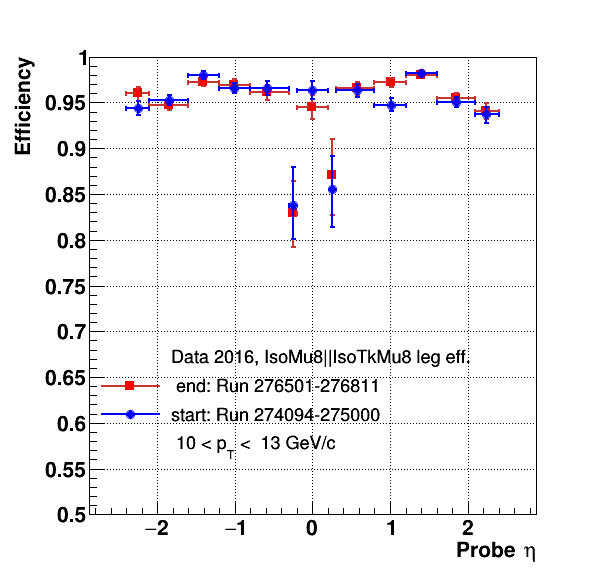 Efficiency
1
0.95
0.9
0.85
0.8
0.75
0.7
0.65
0.6
0.55
0.5
Data 2016, IsoMu8||IsoTkMu8 leg eff.
end: Run 276501-276811
start: Run 274094-275000
10 < p_T < 13 GeV/c
−2 −1 0 1 2
Probe η